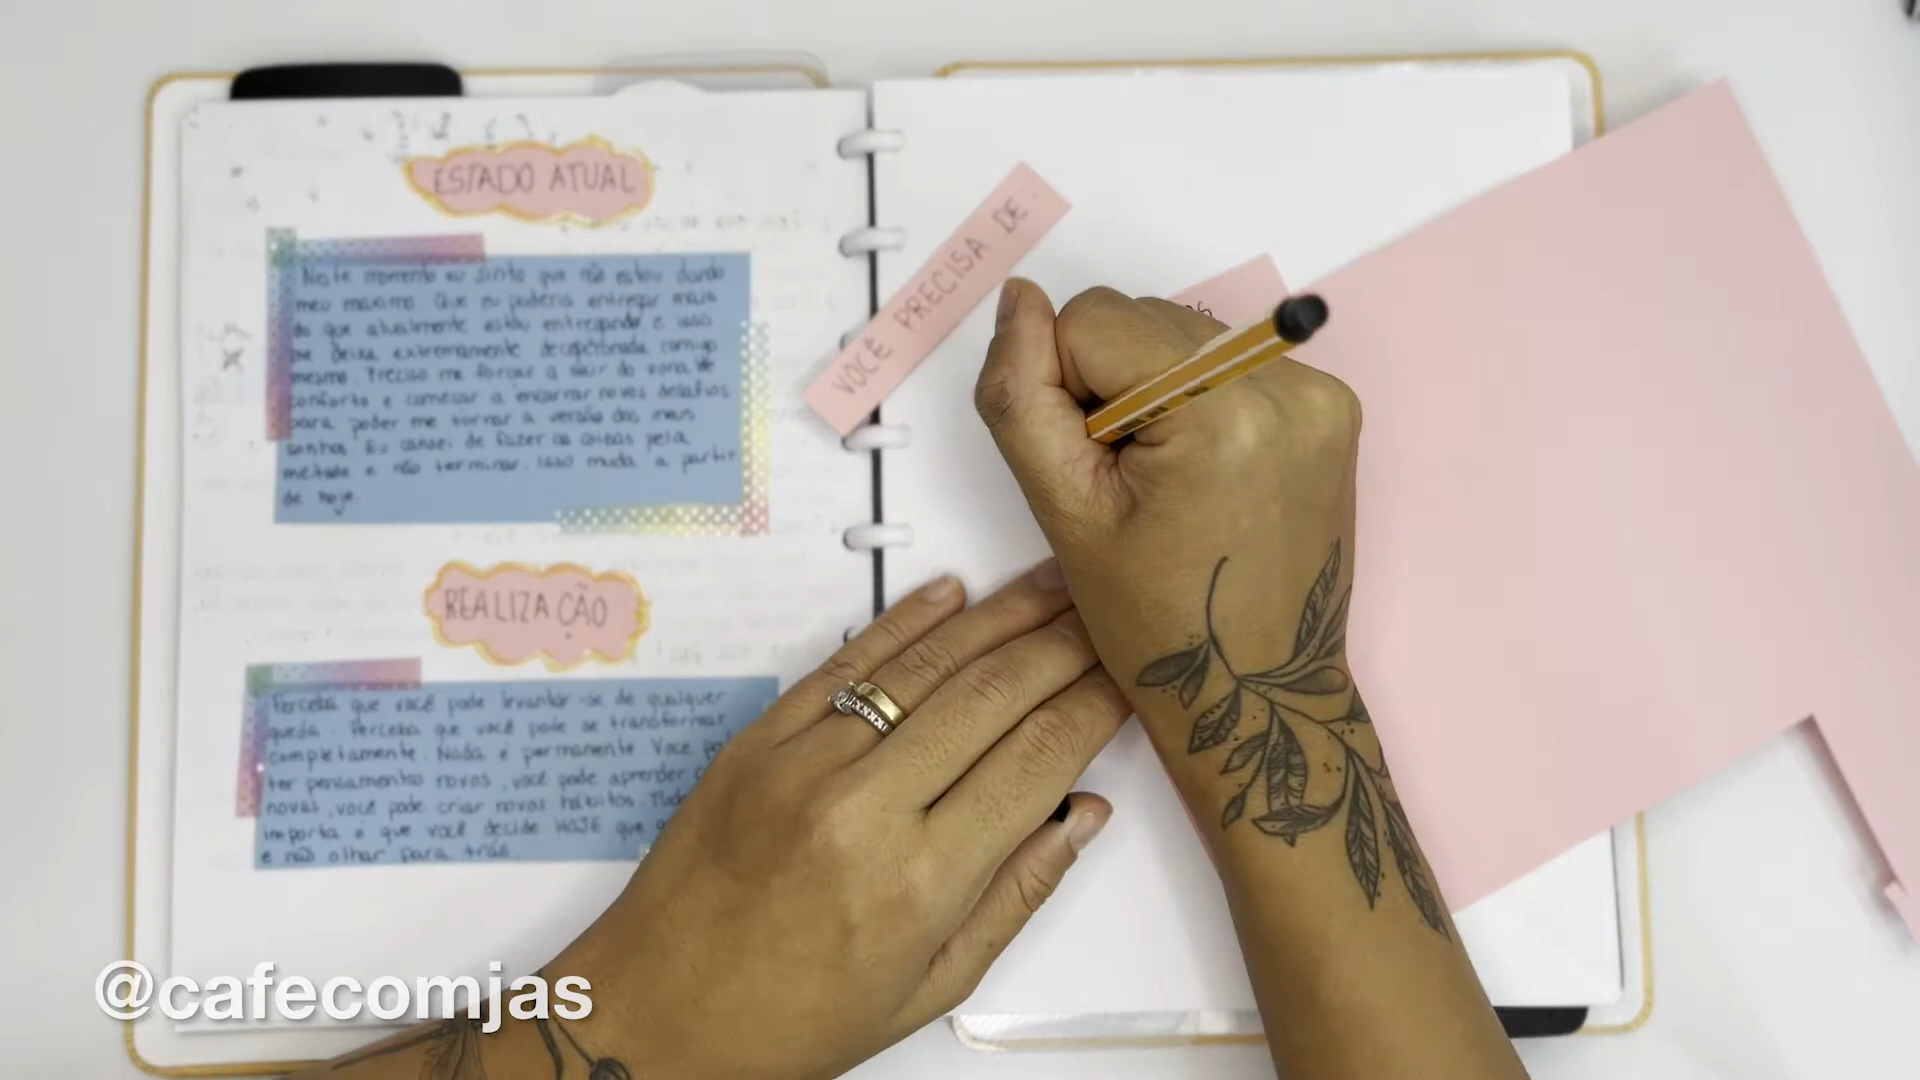 ESTADO ATUAL
Neste momento eu sinto que não estou dando
meu maximo. Que eu poderia entregar mais
do que atualmente estou entregando e isso
me deixa extremamente decepcionada comigo
mesmo. Preciso me forçar a sair da zona de
conforto e começar a encarar novos desafios
para poder me tornar a versão dos meus
sonhos. Eu cansei de fazer as coisas pela
metade e não terminar. Isso muda a partir
de hoje.
REALIZAÇÃO
Perceba que você pode levantar-se de qualquer
queda. Perceba que você pode se transformar
completamente. Nada é permanente Você
ter pensamentos novos, você pode aprender
novas, você pode criar novos hábitos.
importa é que você decide HOJE que
e não olhar para trás.
VOCÊ PRECISA DE
@cafecomjas